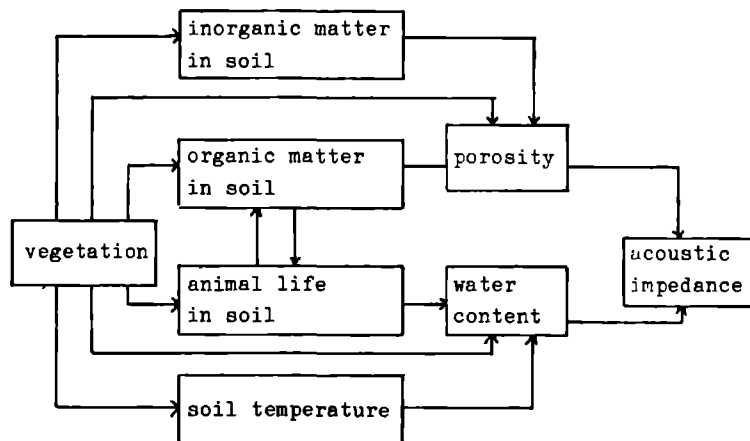 inorganic matter
in soil
organic matter
in soil
porosity
vegetation
animal life
in soil
water
content
acoustic
impedance
soil temperature